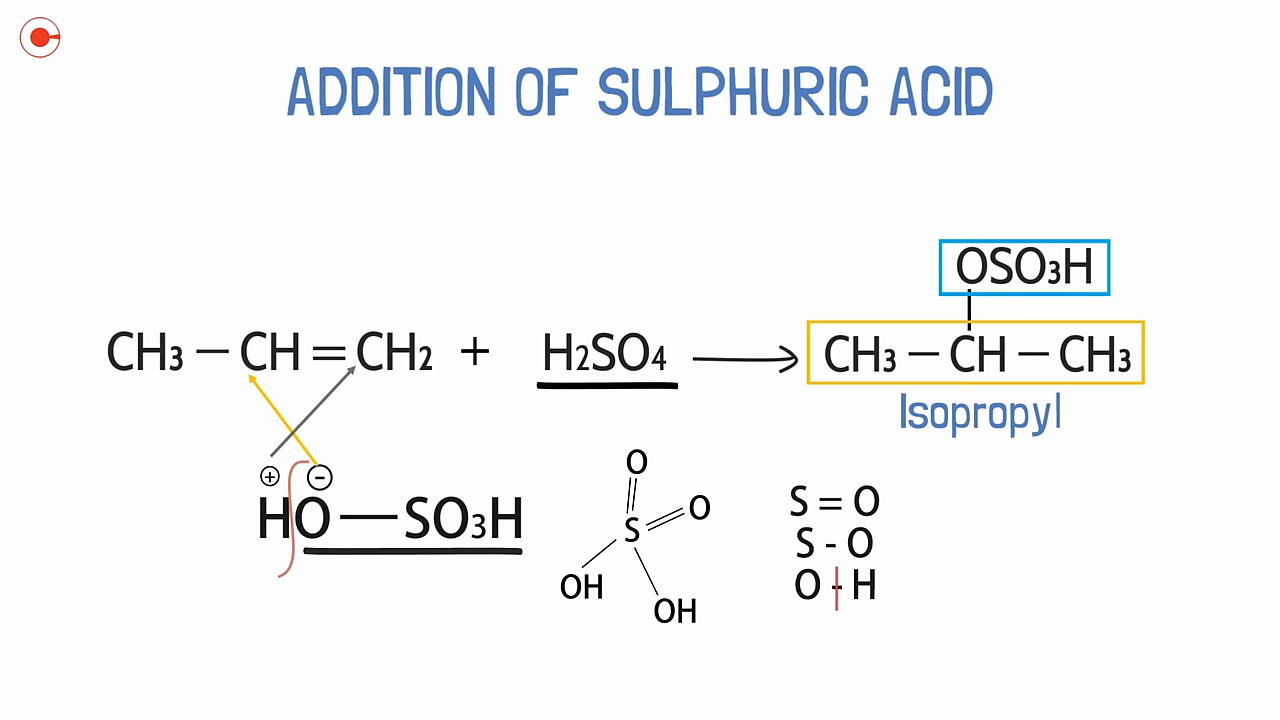 ADDITION OF SULPHURIC ACID
OSO₃H
CH₃ – CH = CH₂ + H₂SO₄ ⟶ CH₃ – CH – CH₃
Isopropyl
+ −
HO — SO₃H
O
O
S
OH
OH
S = O
S - O
O - H